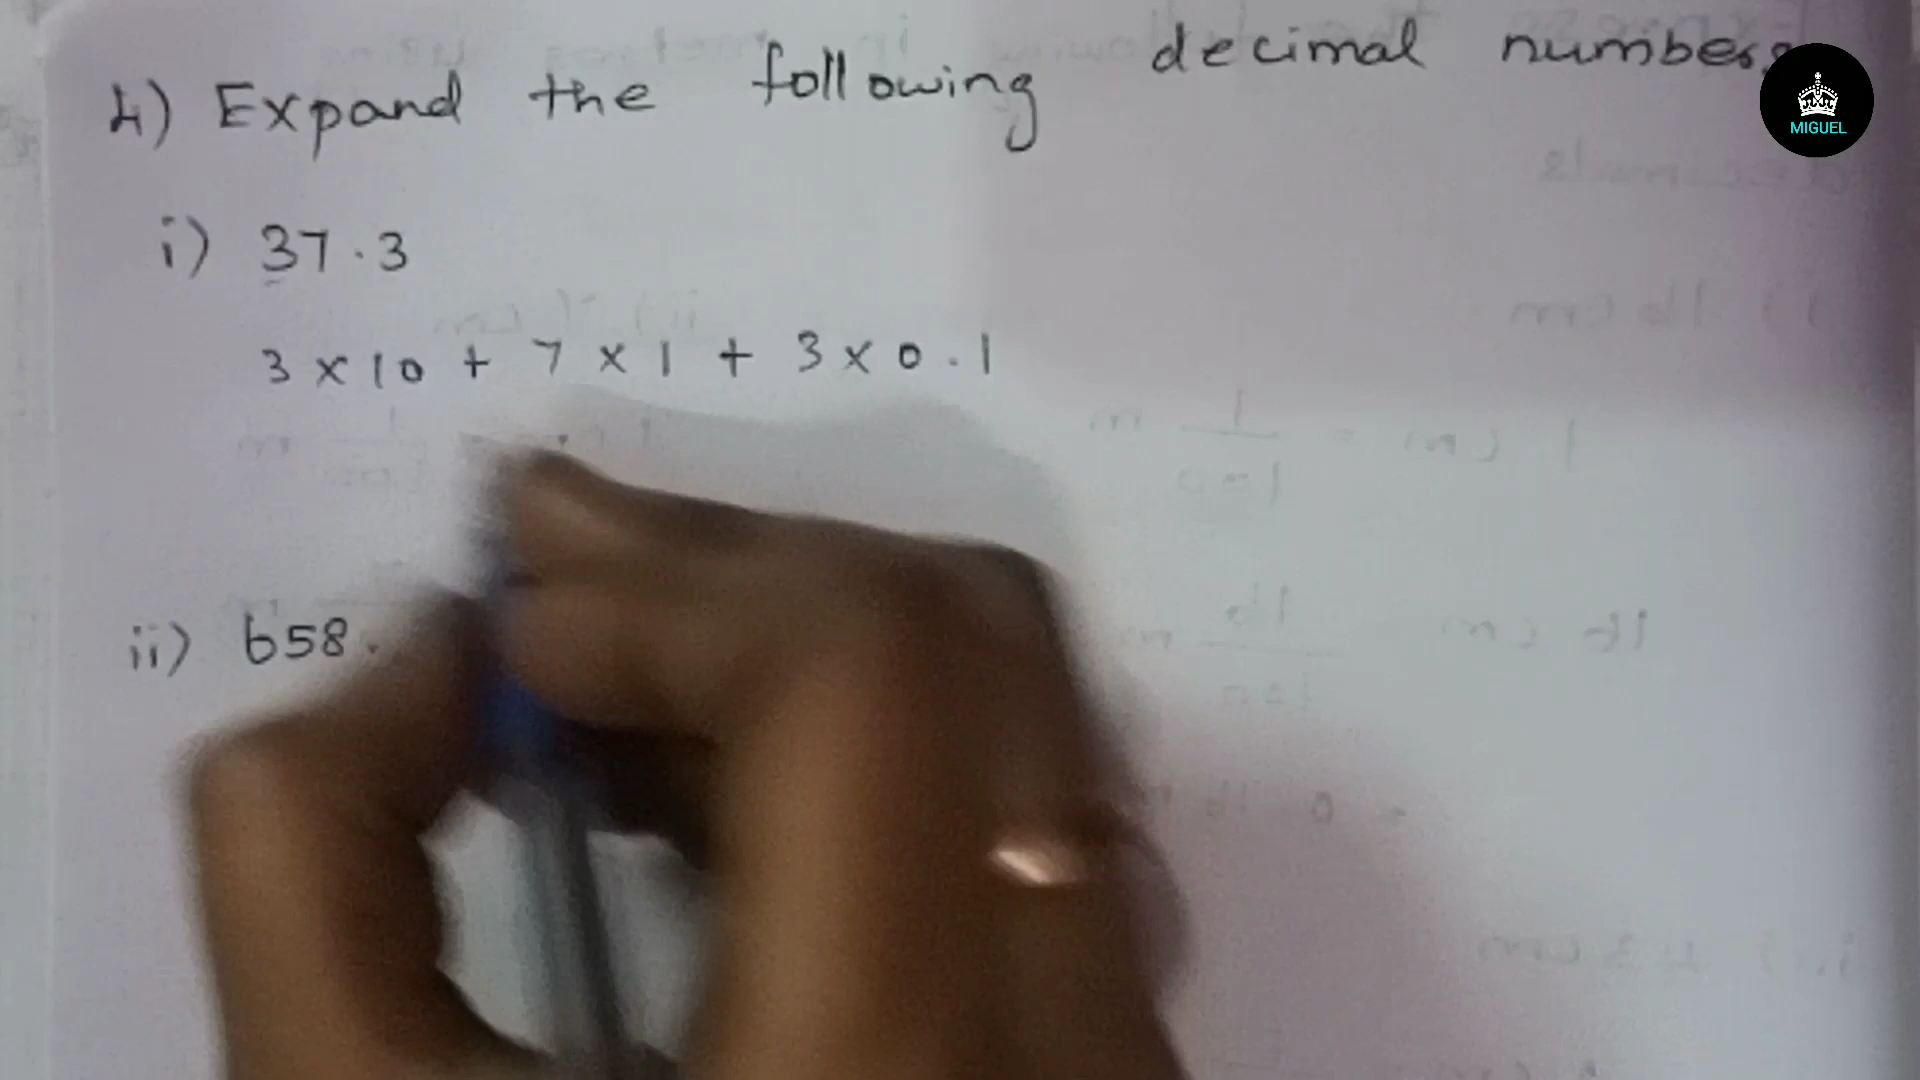 4) Expand the following decimal numbers
MIGUEL
i) 37.3
3 × 10 + 7 × 1 + 3 × 0.1
ii) 658.